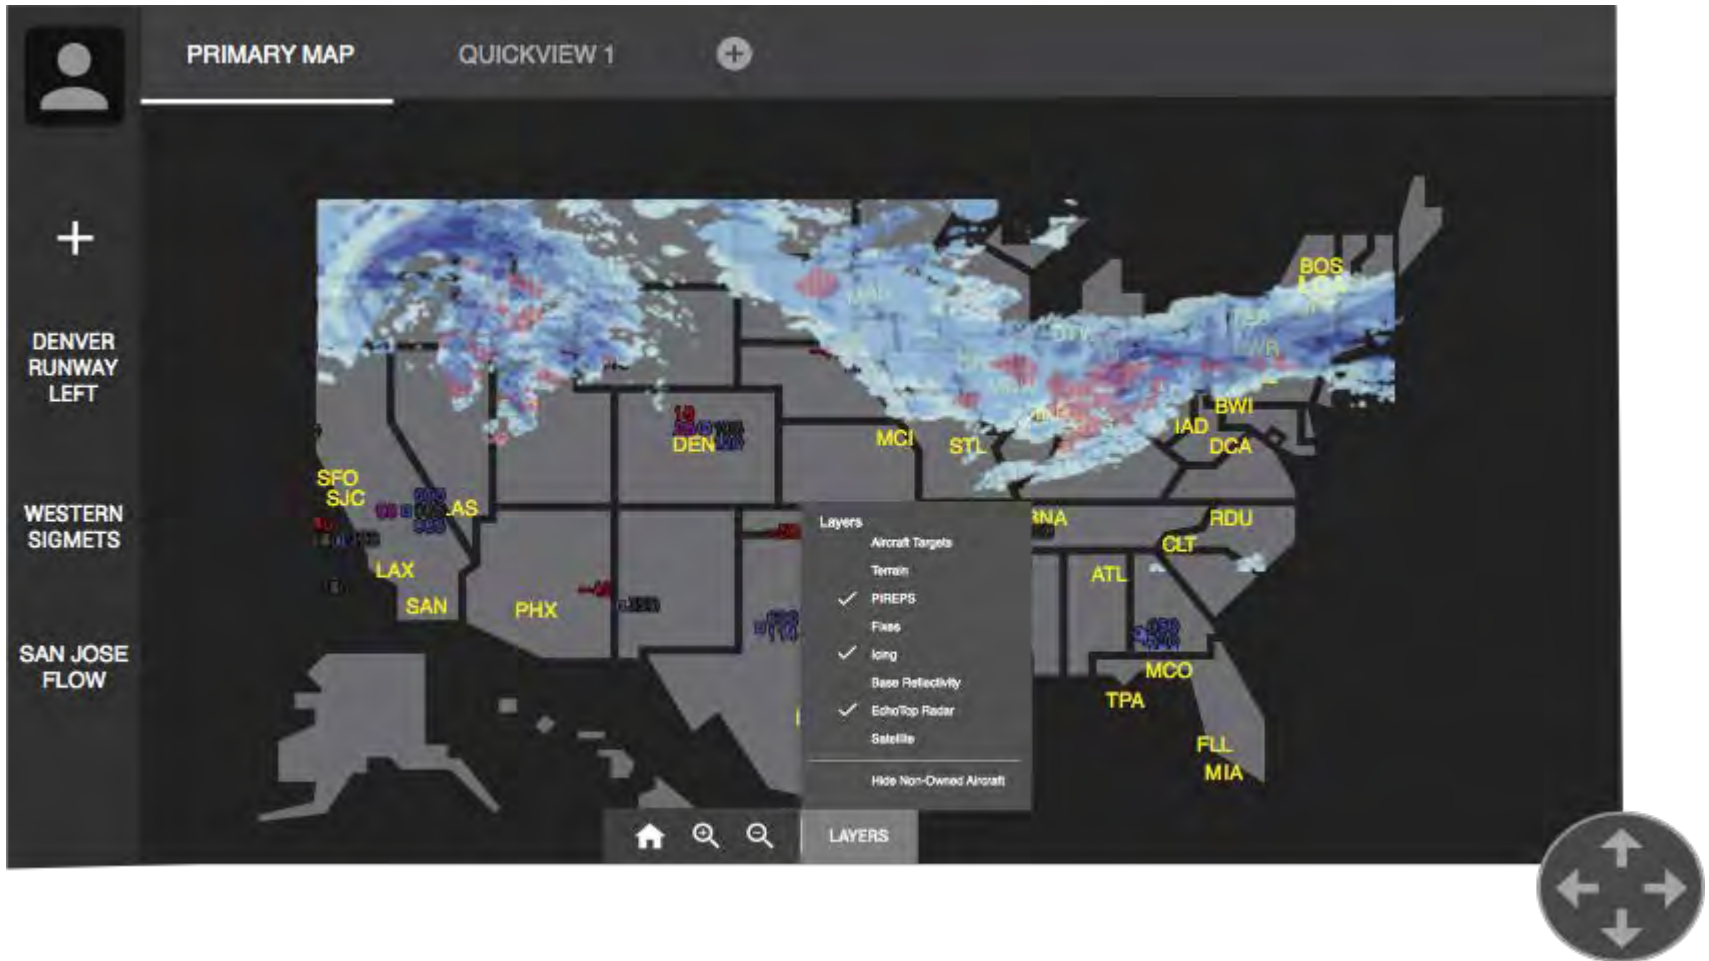 PRIMARY MAP
QUICKVIEW 1
DENVER
RUNWAY
LEFT
WESTERN
SIGMETS
SAN JOSE
FLOW
BOS
BWI
IAD
DCA
DEN
MCI
STL
SFO
SJC
LAX
SAN
PHX
RDU
CLT
ATL
MCO
TPA
FLL
MIA
Layers
Aircraft Targets
Terrain
PIREPS
Fixes
Icing
Base Reflectivity
EchoTop Radar
Satellite
Hide Non-Owned Aircraft
LAYERS